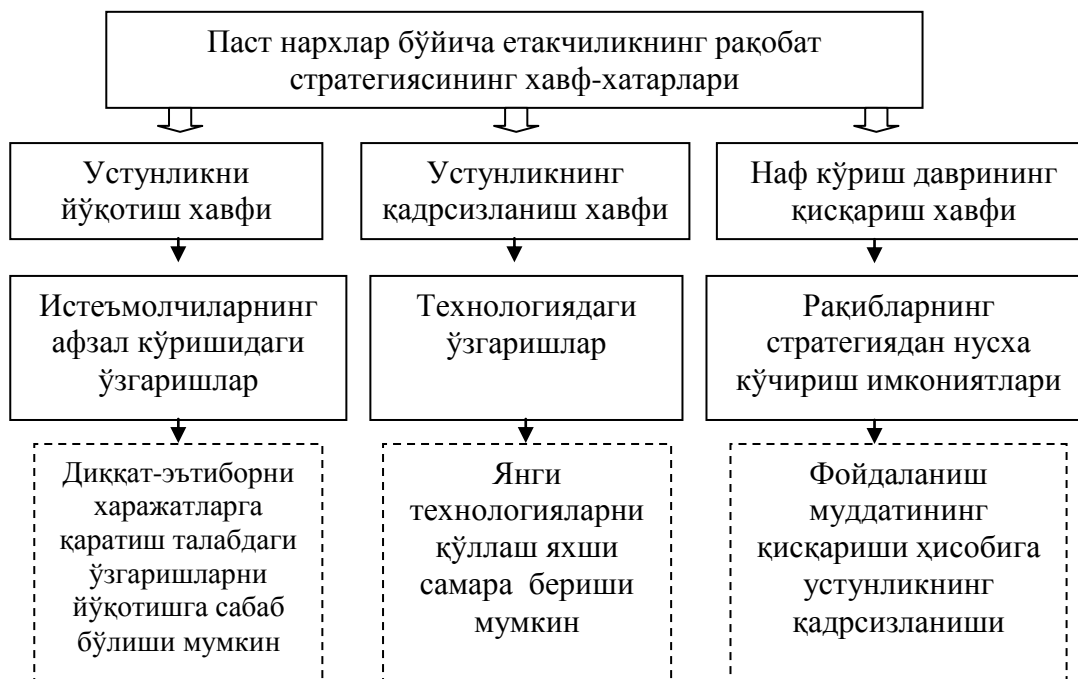 Паст нархлар бўйича етакчиликнинг рақобат
стратегиясининг хавф-хатарлари
Устунликни
йўқотиш хавфи
Устунликнинг
қадрсизланиш хавфи
Наф кўриш даврининг
қисқариш хавфи
Истеъмолчиларнинг
афзал кўришидаги
ўзгаришлар
Технологиядаги
ўзгаришлар
Рақибларнинг
стратегиядан нусха
кўчириш имкониятлари
Диққат-эътиборни
харажатларга
қаратиш талабдаги
ўзгаришларни
йўқотишга сабаб
бўлиши мумкин
Янги
технологияларни
қўллаш яхши
самара бериши
мумкин
Фойдаланиш
муддатининг
қисқариши ҳисобига
устунликнинг
қадрсизланиши